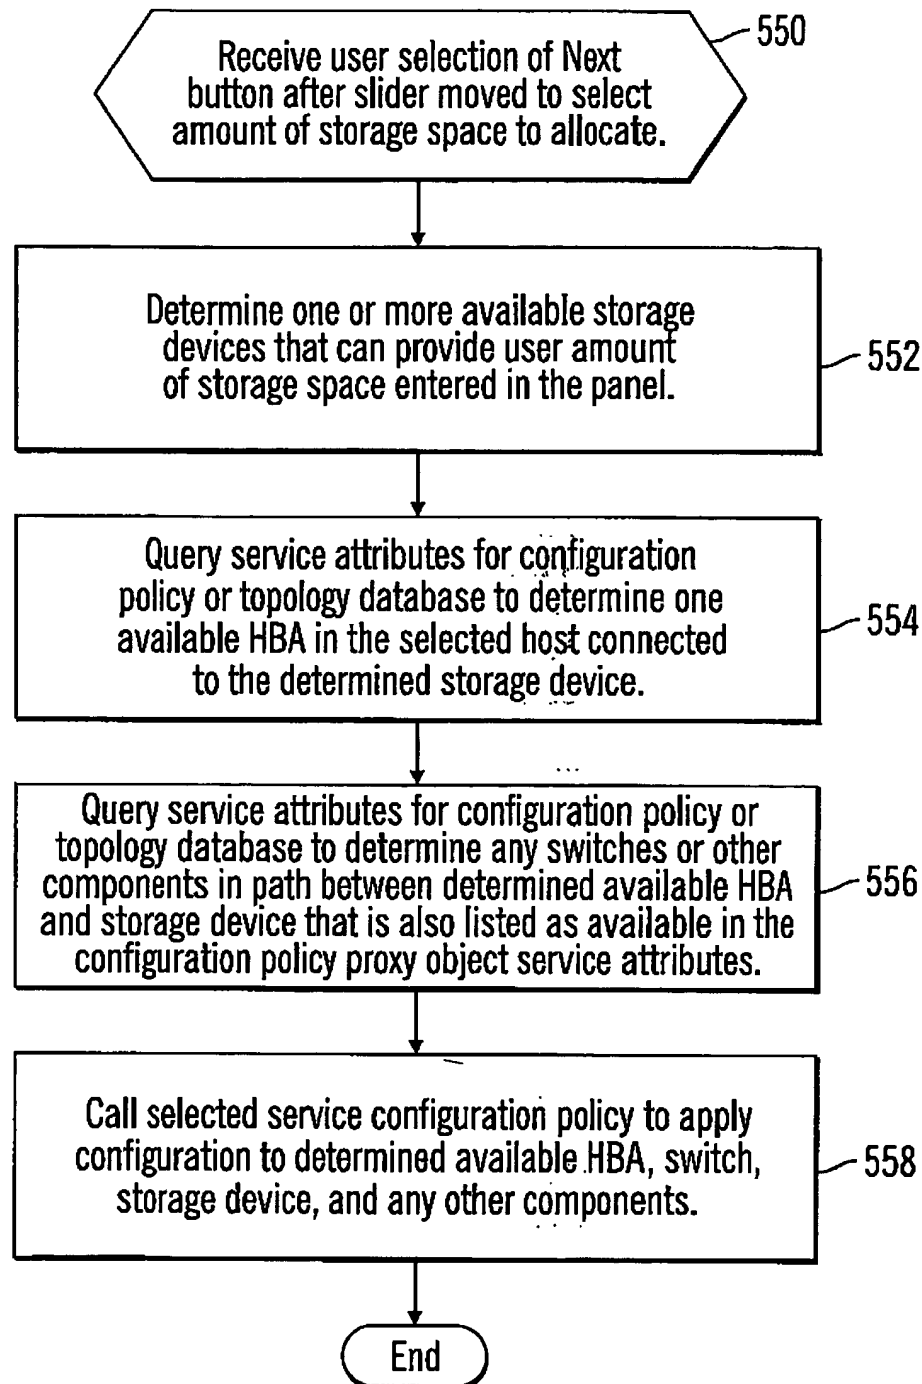 550
Receive user selection of Next
button after slider moved to select
amount of storage space to allocate.
Determine one or more available storage
devices that can provide user amount
of storage space entered in the panel.
552
Query service attributes for configuration
policy or topology database to determine one
available HBA in the selected host connected
to the determined storage device.
554
Query service attributes for configuration policy or
topology database to determine any switches or other
components in path between determined available HBA
and storage device that is also listed as available in the
configuration policy proxy object service attributes.
556
Call selected service configuration policy to apply
configuration to determined available HBA, switch,
storage device, and any other components.
558
End